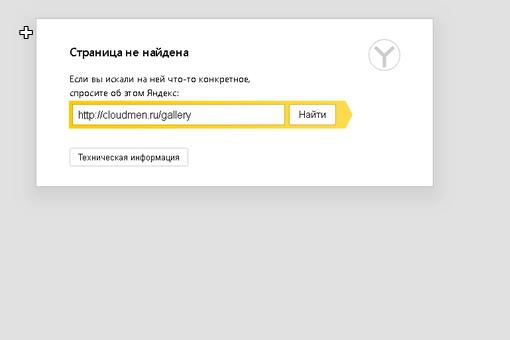 Страница не найдена
Если вы искали на ней что-то конкретное,
спросите об этом Яндекс:
http://cloudmen.ru/gallery
Найти
Техническая информация